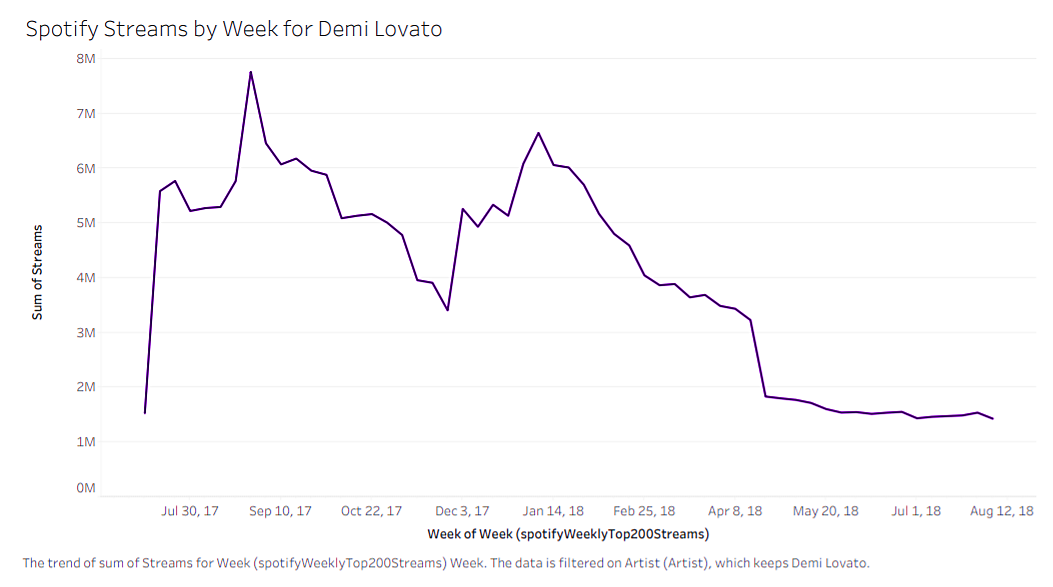 Spotify Streams by Week for Demi Lovato
8M
7M
6M
5M
4M
3M
2M
1M
0M
Sum of Streams
Jul 30, 17 Sep 10, 17 Oct 22, 17 Dec 3, 17 Jan 14, 18 Feb 25, 18 Apr 8, 18 May 20, 18 Jul 1, 18 Aug 12, 18
Week of Week (spotifyWeeklyTop200Streams)
The trend of sum of Streams for Week (spotifyWeeklyTop200Streams) Week. The data is filtered on Artist (Artist), which keeps Demi Lovato.